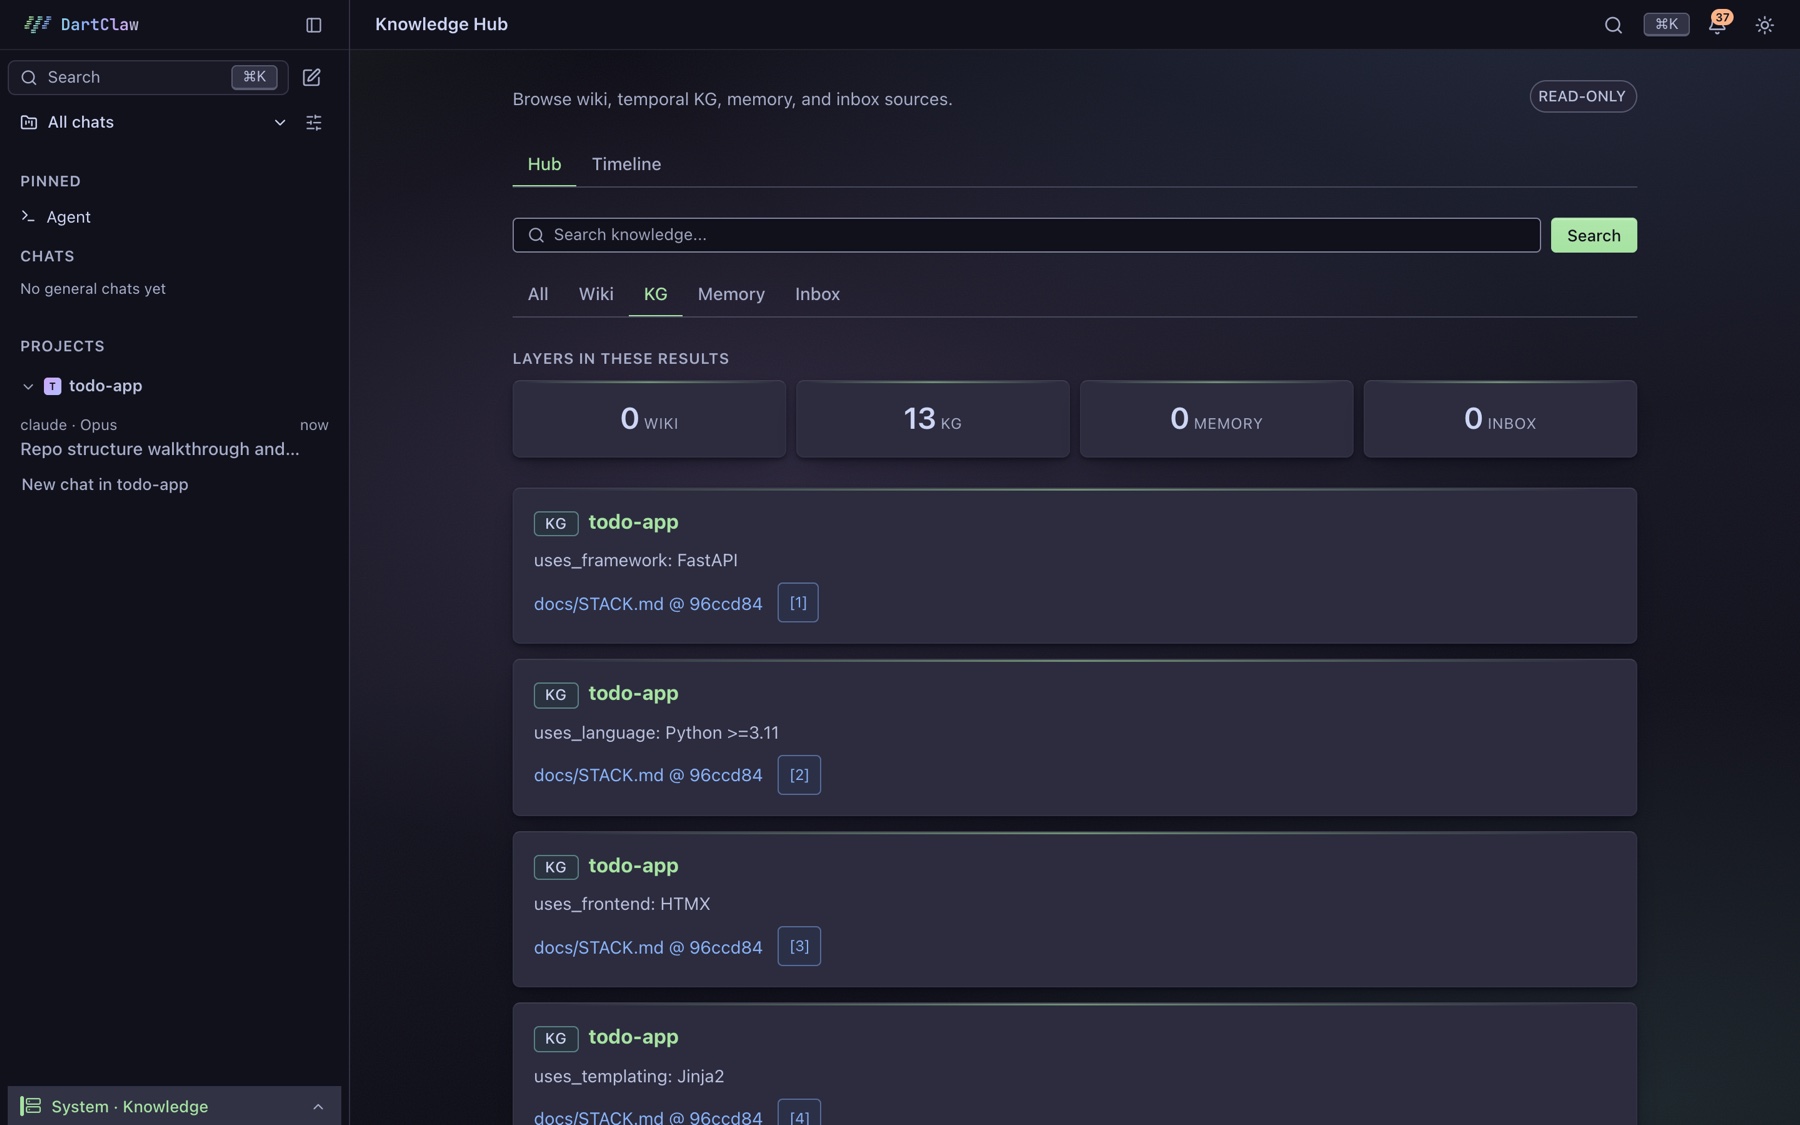 DartClaw
Knowledge Hub
⌘K
37
Search
⌘K
All chats
PINNED
Agent
CHATS
No general chats yet
PROJECTS
T todo-app
claude · Opus now
Repo structure walkthrough and...
New chat in todo-app
System · Knowledge
Browse wiki, temporal KG, memory, and inbox sources.
READ-ONLY
Hub Timeline
Search knowledge...
Search
All Wiki KG Memory Inbox
LAYERS IN THESE RESULTS
0 WIKI
13 KG
0 MEMORY
0 INBOX
KG todo-app
uses_framework: FastAPI
docs/STACK.md @ 96ccd84 [1]
KG todo-app
uses_language: Python >=3.11
docs/STACK.md @ 96ccd84 [2]
KG todo-app
uses_frontend: HTMX
docs/STACK.md @ 96ccd84 [3]
KG todo-app
uses_templating: Jinja2
docs/STACK.md @ 96ccd84 [4]